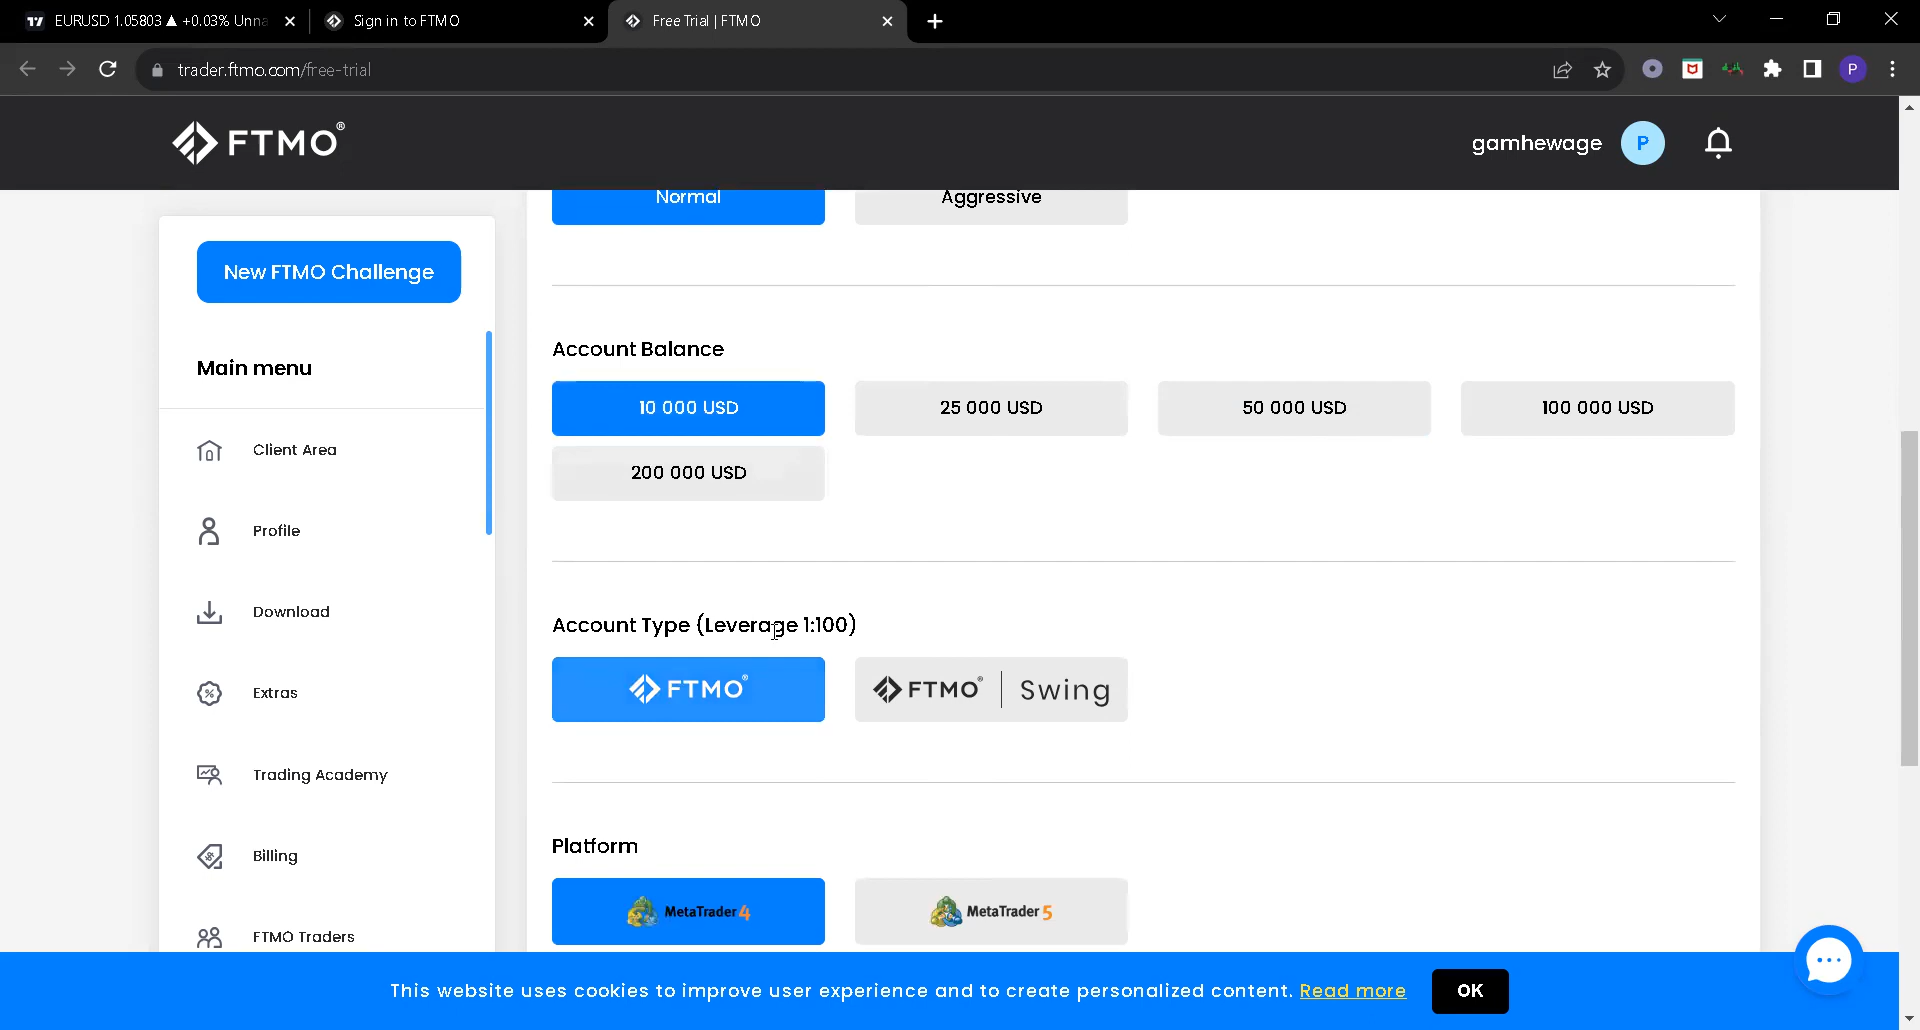 EURUSD 1.05803 ▲ +0.03% Unna
Sign in to FTMO
Free Trial | FTMO
trader.ftmo.com/free-trial
P
FTMO®
gamhewage
P
Normal
Aggressive
New FTMO Challenge
Main menu
Client Area
Profile
Download
Extras
Trading Academy
Billing
FTMO Traders
Account Balance
10 000 USD
25 000 USD
50 000 USD
100 000 USD
200 000 USD
Account Type (Leverage 1:100)
FTMO®
FTMO® | Swing
Platform
MetaTrader 4
MetaTrader 5
This website uses cookies to improve user experience and to create personalized content. Read more
OK